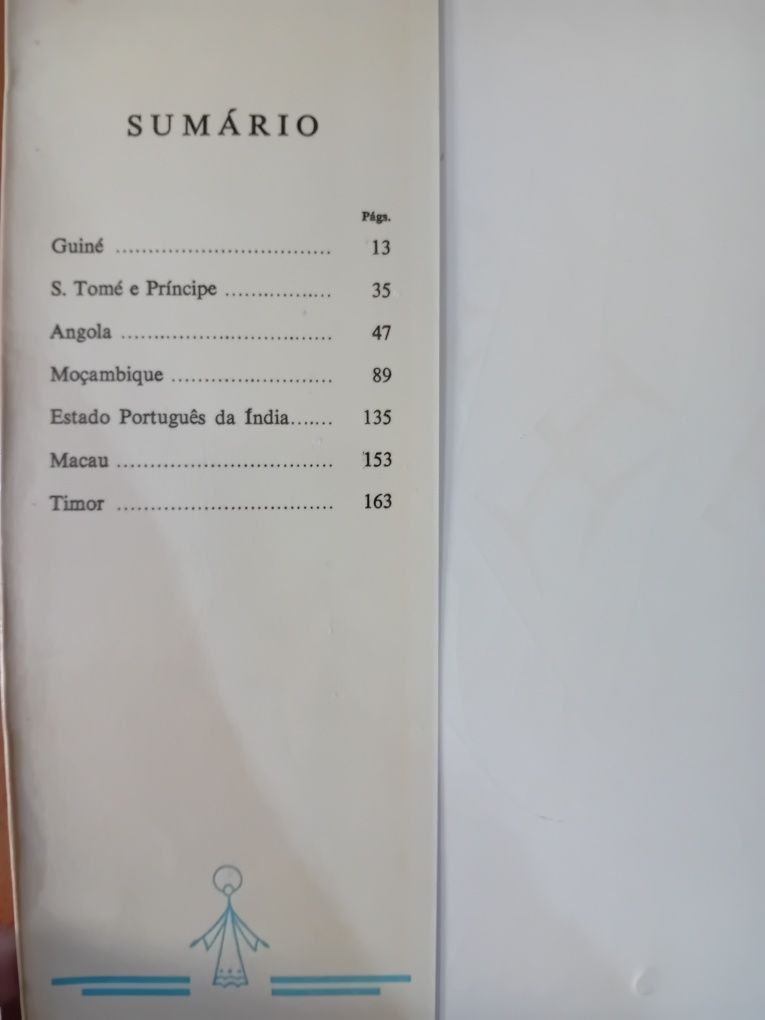 SUMÁRIO
Págs.
Guiné ................................. 13
S. Tomé e Príncipe ................. 35
Angola ................................. 47
Moçambique ......................... 89
Estado Português da Índia....... 135
Macau .................................. 153
Timor .................................. 163